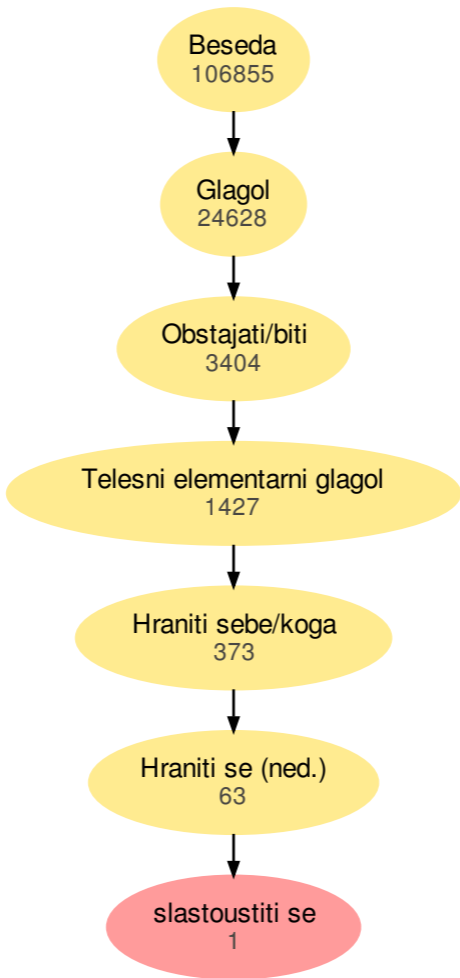 Beseda
106855
Glagol
24628
Obstajati/biti
3404
Telesni elementarni glagol
1427
Hraniti sebe/koga
373
Hraniti se (ned.)
63
slastoustiti se
1